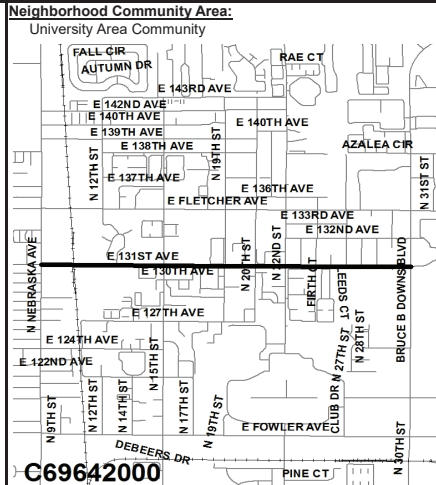 Neighborhood Community Area:
University Area Community
FALL CIR
AUTUMN DR
RAE CT
E 143RD AVE
E 142ND AVE
E 140TH AVE
E 140TH AVE
E 139TH AVE
E 138TH AVE
AZALEA CIR
N 12TH ST
N 19TH ST
N 31ST ST
E 137TH AVE
E 136TH AVE
E FLETCHER AVE
E 133RD AVE
E 132ND AVE
N NEBRASKA AVE
E 131ST AVE
E 130TH AVE
N 20TH ST
N 22ND ST
FIRTH CT
LEEDS CT
BRUCE B DOWNS BLVD
E 127TH AVE
E 124TH AVE
E 122ND AVE
N 15TH ST
N 27TH ST
N 28TH ST
CLUB DR
N 9TH ST
N 12TH ST
N 14TH ST
N 17TH ST
N 19TH ST
E FOWLER AVE
N 30TH ST
DEBEERS DR
C69642000
PINE CT